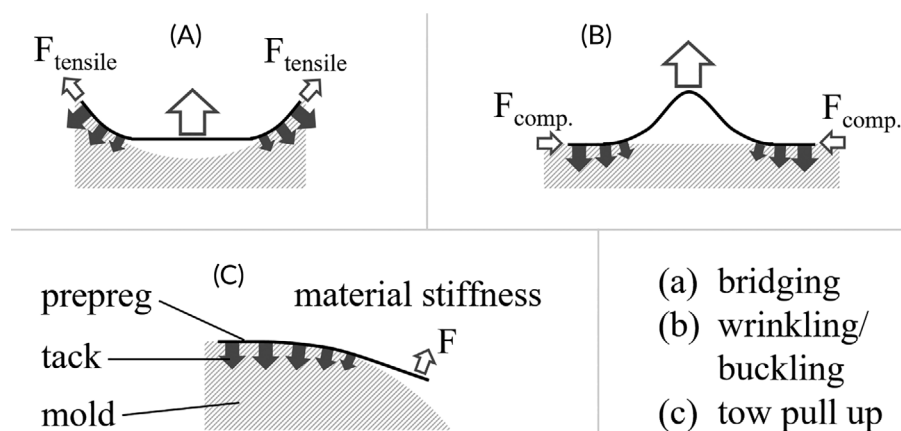 (A)
F_tensile F_tensile
(B)
F_comp. F_comp.
(C)
prepreg material stiffness
tack F
mold
(a) bridging
(b) wrinkling/
buckling
(c) tow pull up